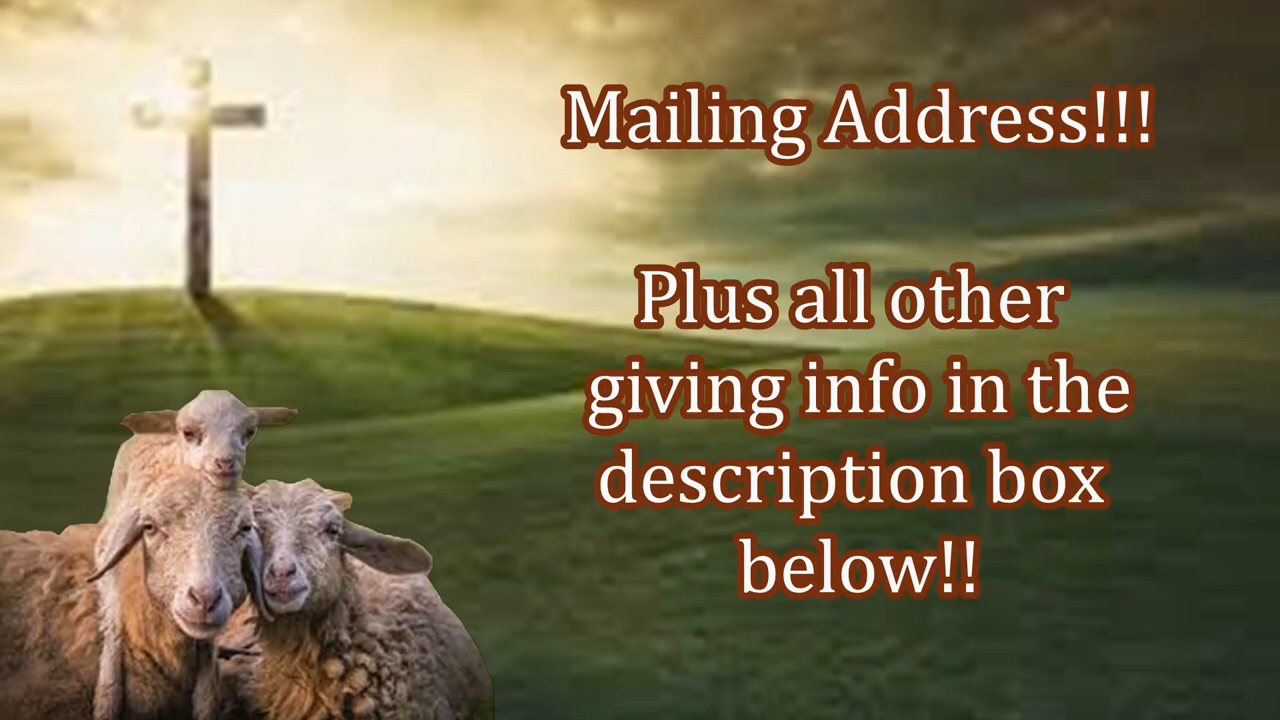 Mailing Address!!!
Plus all other
giving info in the
description box
below!!